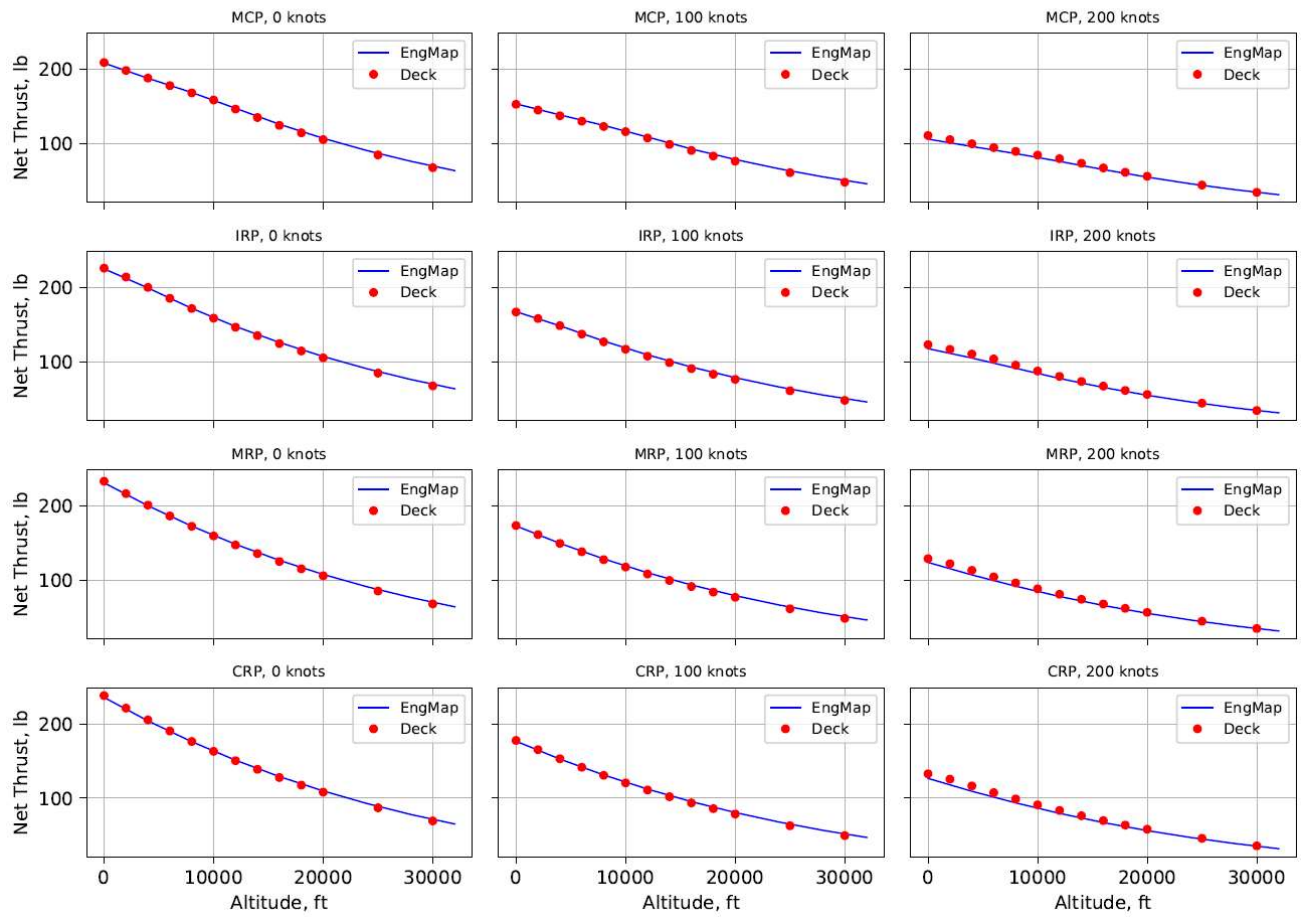 MCP, 0 knots
MCP, 100 knots
MCP, 200 knots
Net Thrust, lb
200
100
EngMap
Deck
EngMap
Deck
EngMap
Deck
IRP, 0 knots
IRP, 100 knots
IRP, 200 knots
Net Thrust, lb
200
100
EngMap
Deck
EngMap
Deck
EngMap
Deck
MRP, 0 knots
MRP, 100 knots
MRP, 200 knots
Net Thrust, lb
200
100
EngMap
Deck
EngMap
Deck
EngMap
Deck
CRP, 0 knots
CRP, 100 knots
CRP, 200 knots
Net Thrust, lb
200
100
EngMap
Deck
EngMap
Deck
EngMap
Deck
0 10000 20000 30000
0 10000 20000 30000
0 10000 20000 30000
Altitude, ft
Altitude, ft
Altitude, ft